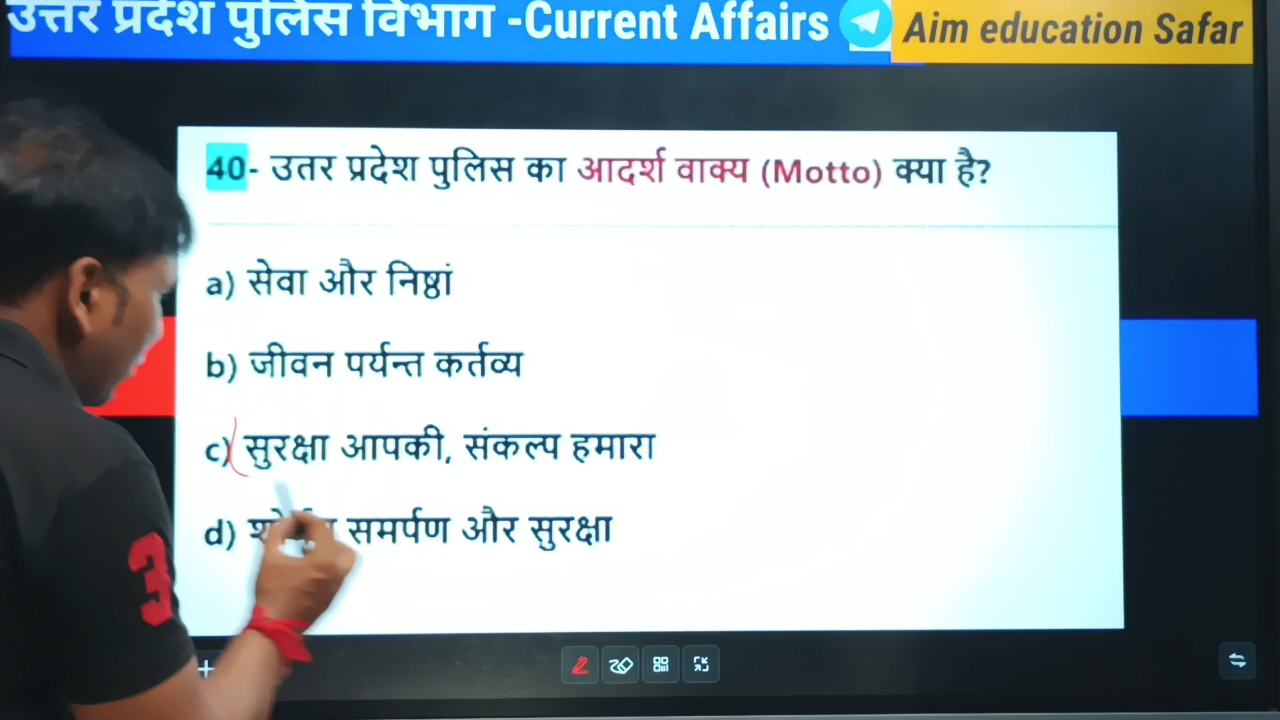 उत्तर प्रदेश पुलिस विभाग -Current Affairs Aim education Safar
40- उतर प्रदेश पुलिस का आदर्श वाक्य (Motto) क्या है?
a) सेवा और निष्ठां
b) जीवन पर्यन्त कर्तव्य
c) सुरक्षा आपकी, संकल्प हमारा
d) समर्पण और सुरक्षा
3